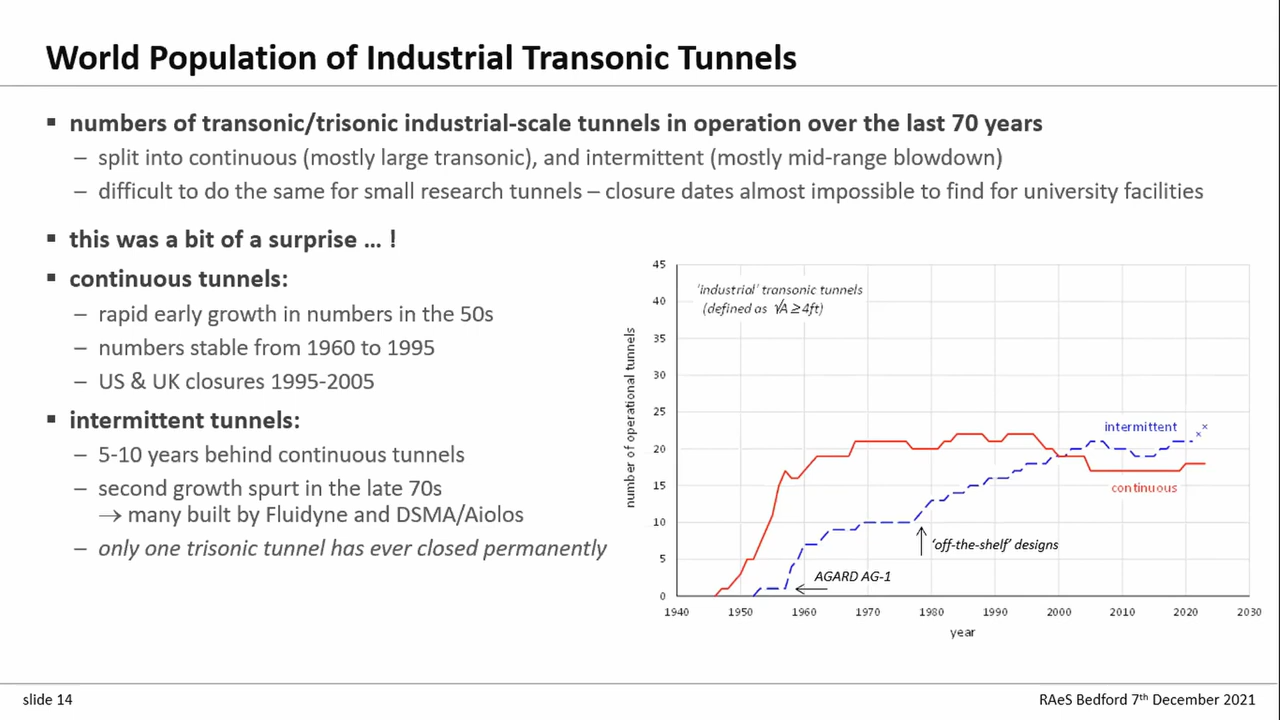 World Population of Industrial Transonic Tunnels
▪ numbers of transonic/trisonic industrial-scale tunnels in operation over the last 70 years
– split into continuous (mostly large transonic), and intermittent (mostly mid-range blowdown)
– difficult to do the same for small research tunnels – closure dates almost impossible to find for university facilities
▪ this was a bit of a surprise ... !
▪ continuous tunnels:
– rapid early growth in numbers in the 50s
– numbers stable from 1960 to 1995
– US & UK closures 1995-2005
▪ intermittent tunnels:
– 5-10 years behind continuous tunnels
– second growth spurt in the late 70s
→ many built by Fluidyne and DSMA/Aiolos
– only one trisonic tunnel has ever closed permanently
number of operational tunnels
45
40
35
30
25
20
15
10
5
0
'industrial' transonic tunnels
(defined as √A ≥ 4ft)
intermittent
continuous
'off-the-shelf' designs
AGARD AG-1
1940 1950 1960 1970 1980 1990 2000 2010 2020 2030
year
slide 14
RAeS Bedford 7th December 2021